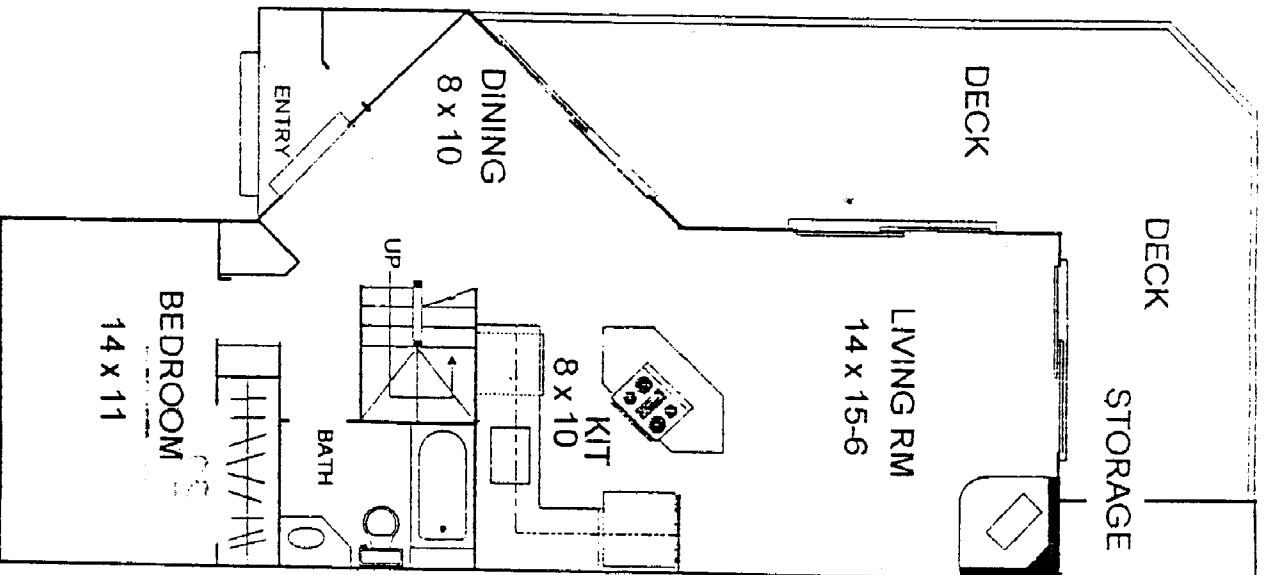 DECK
DECK
STORAGE
DINING
8 x 10
LIVING RM
14 x 15-6
ENTRY
UP
KIT
8 x 10
BATH
BEDROOM
14 x 11